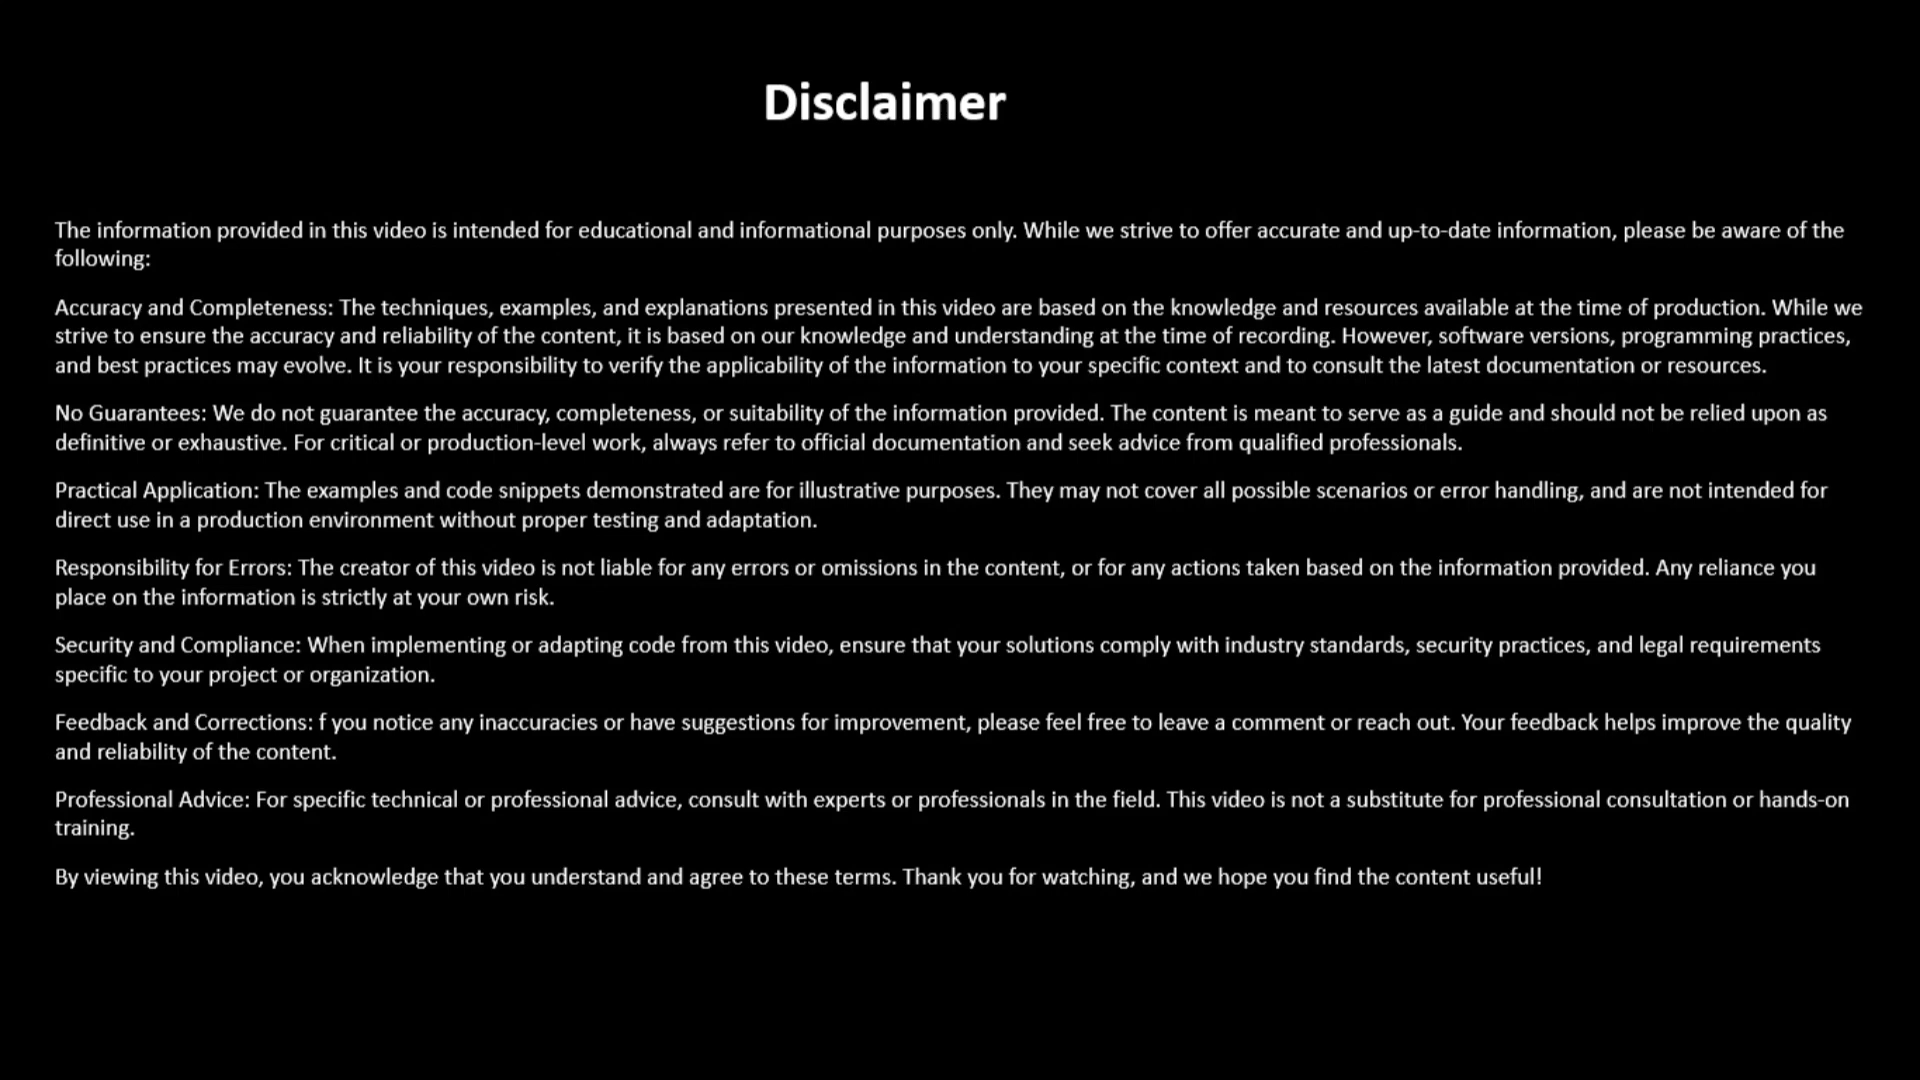 Disclaimer
The information provided in this video is intended for educational and informational purposes only. While we strive to offer accurate and up-to-date information, please be aware of the
following:
Accuracy and Completeness: The techniques, examples, and explanations presented in this video are based on the knowledge and resources available at the time of production. While we
strive to ensure the accuracy and reliability of the content, it is based on our knowledge and understanding at the time of recording. However, software versions, programming practices,
and best practices may evolve. It is your responsibility to verify the applicability of the information to your specific context and to consult the latest documentation or resources.
No Guarantees: We do not guarantee the accuracy, completeness, or suitability of the information provided. The content is meant to serve as a guide and should not be relied upon as
definitive or exhaustive. For critical or production-level work, always refer to official documentation and seek advice from qualified professionals.
Practical Application: The examples and code snippets demonstrated are for illustrative purposes. They may not cover all possible scenarios or error handling, and are not intended for
direct use in a production environment without proper testing and adaptation.
Responsibility for Errors: The creator of this video is not liable for any errors or omissions in the content, or for any actions taken based on the information provided. Any reliance you
place on the information is strictly at your own risk.
Security and Compliance: When implementing or adapting code from this video, ensure that your solutions comply with industry standards, security practices, and legal requirements
specific to your project or organization.
Feedback and Corrections: f you notice any inaccuracies or have suggestions for improvement, please feel free to leave a comment or reach out. Your feedback helps improve the quality
and reliability of the content.
Professional Advice: For specific technical or professional advice, consult with experts or professionals in the field. This video is not a substitute for professional consultation or hands-on
training.
By viewing this video, you acknowledge that you understand and agree to these terms. Thank you for watching, and we hope you find the content useful!